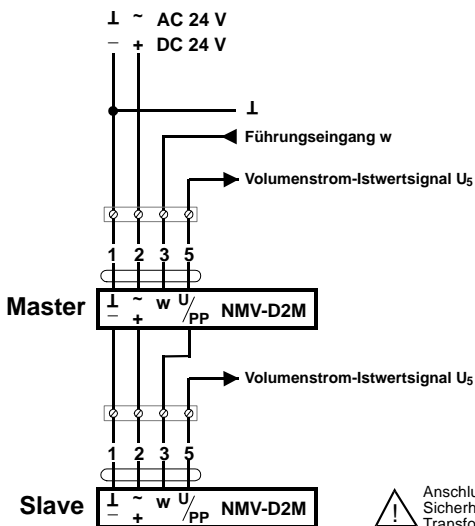 ⊥ ~ AC 24 V
– + DC 24 V
⊥
Führungseingang w
Volumenstrom-Istwertsignal U5
1 2 3 5
Master ⊥ ~ w U/PP NMV-D2M
– +
Volumenstrom-Istwertsignal U5
1 2 3 5
Slave ⊥ ~ w U/PP NMV-D2M
– +
! Anschlu
Sicherh
Transfo